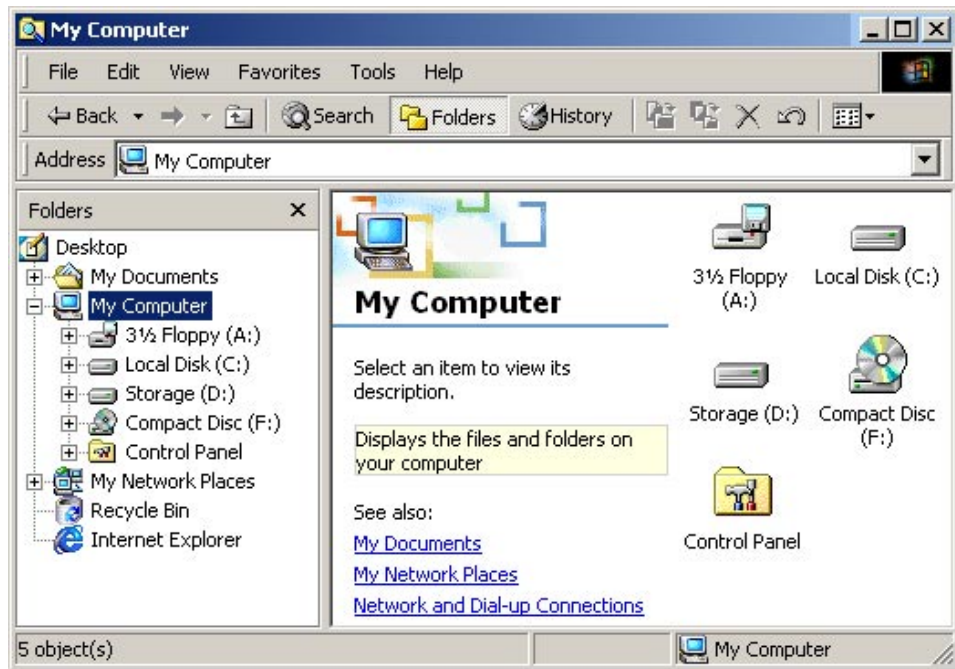 My Computer
File Edit View Favorites Tools Help
Back Search Folders History
Address My Computer
Folders
Desktop
My Documents
My Computer
3½ Floppy (A:)
Local Disk (C:)
Storage (D:)
Compact Disc (F:)
Control Panel
My Network Places
Recycle Bin
Internet Explorer
My Computer
Select an item to view its
description.
Displays the files and folders on
your computer
See also:
My Documents
My Network Places
Network and Dial-up Connections
3½ Floppy
(A:)
Local Disk (C:)
Storage (D:)
Compact Disc
(F:)
Control Panel
5 object(s)
My Computer